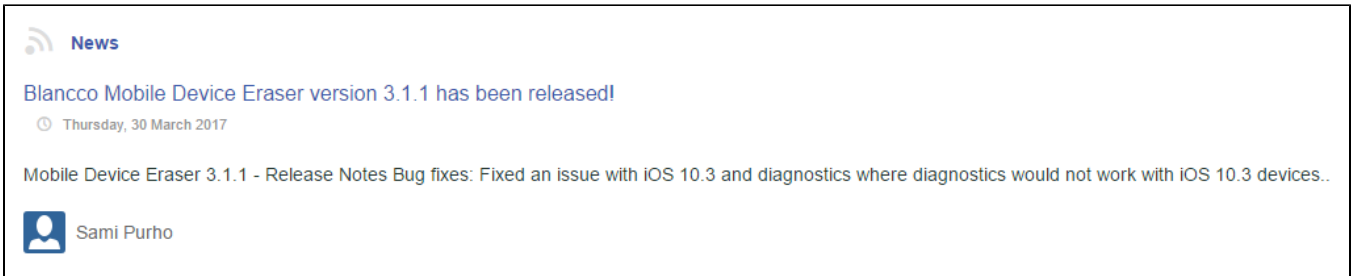 News
Blancco Mobile Device Eraser version 3.1.1 has been released!
Thursday, 30 March 2017
Mobile Device Eraser 3.1.1 - Release Notes Bug fixes: Fixed an issue with iOS 10.3 and diagnostics where diagnostics would not work with iOS 10.3 devices..
Sami Purho